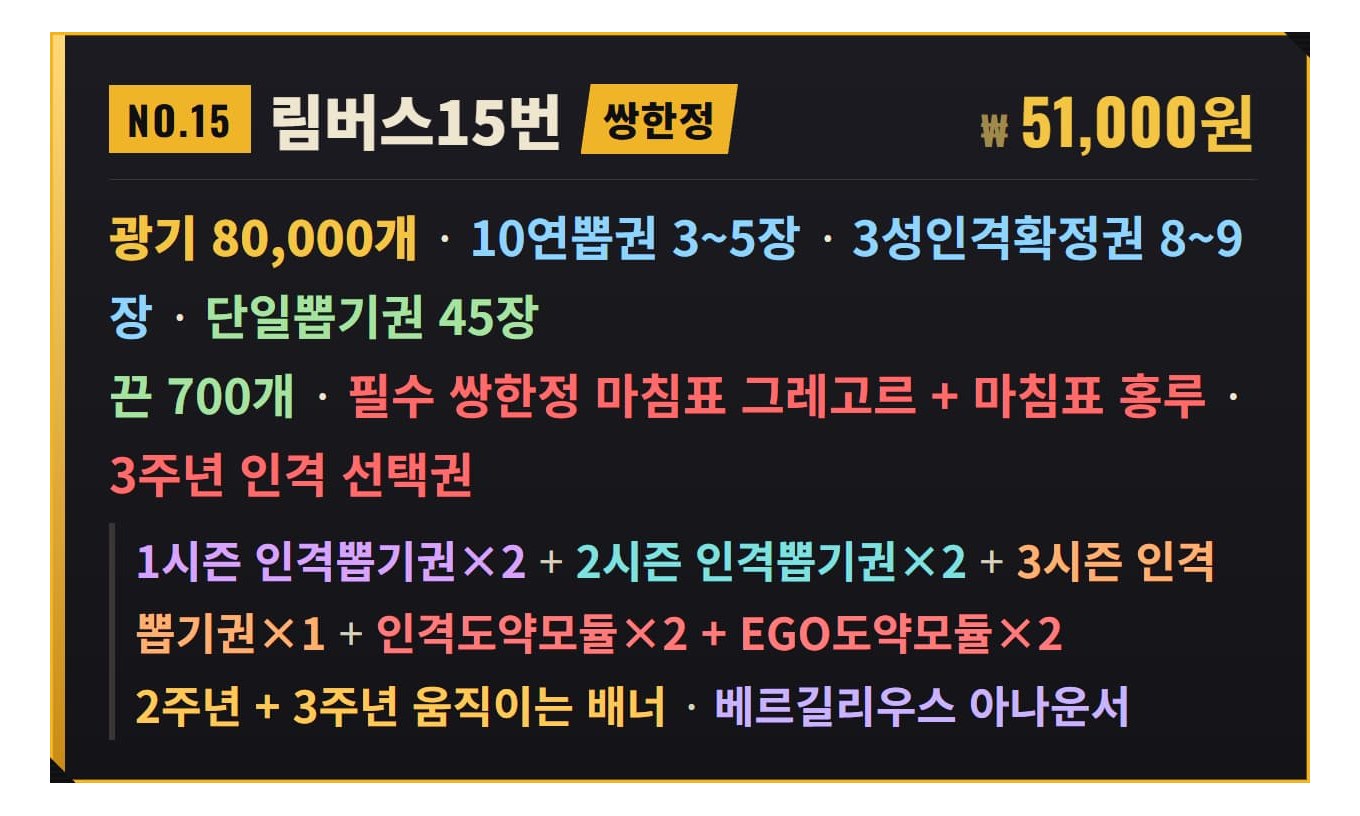 NO.15 림버스15번 쌍한정 ₩ 51,000원
광기 80,000개 · 10연뽑권 3~5장 · 3성인격확정권 8~9
장 · 단일뽑기권 45장
끈 700개 · 필수 쌍한정 마침표 그레고르 + 마침표 홍루 ·
3주년 인격 선택권
1시즌 인격뽑기권×2 + 2시즌 인격뽑기권×2 + 3시즌 인격
뽑기권×1 + 인격도약모듈×2 + EGO도약모듈×2
2주년 + 3주년 움직이는 배너 · 베르길리우스 아나운서